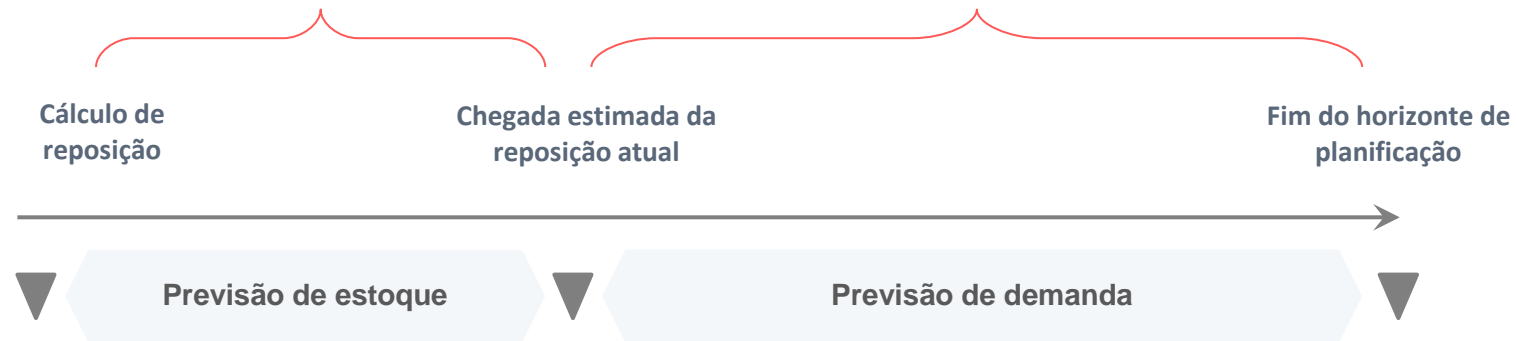 Cálculo de
reposição
Chegada estimada da
reposição atual
Fim do horizonte de
planificação
Previsão de estoque
Previsão de demanda